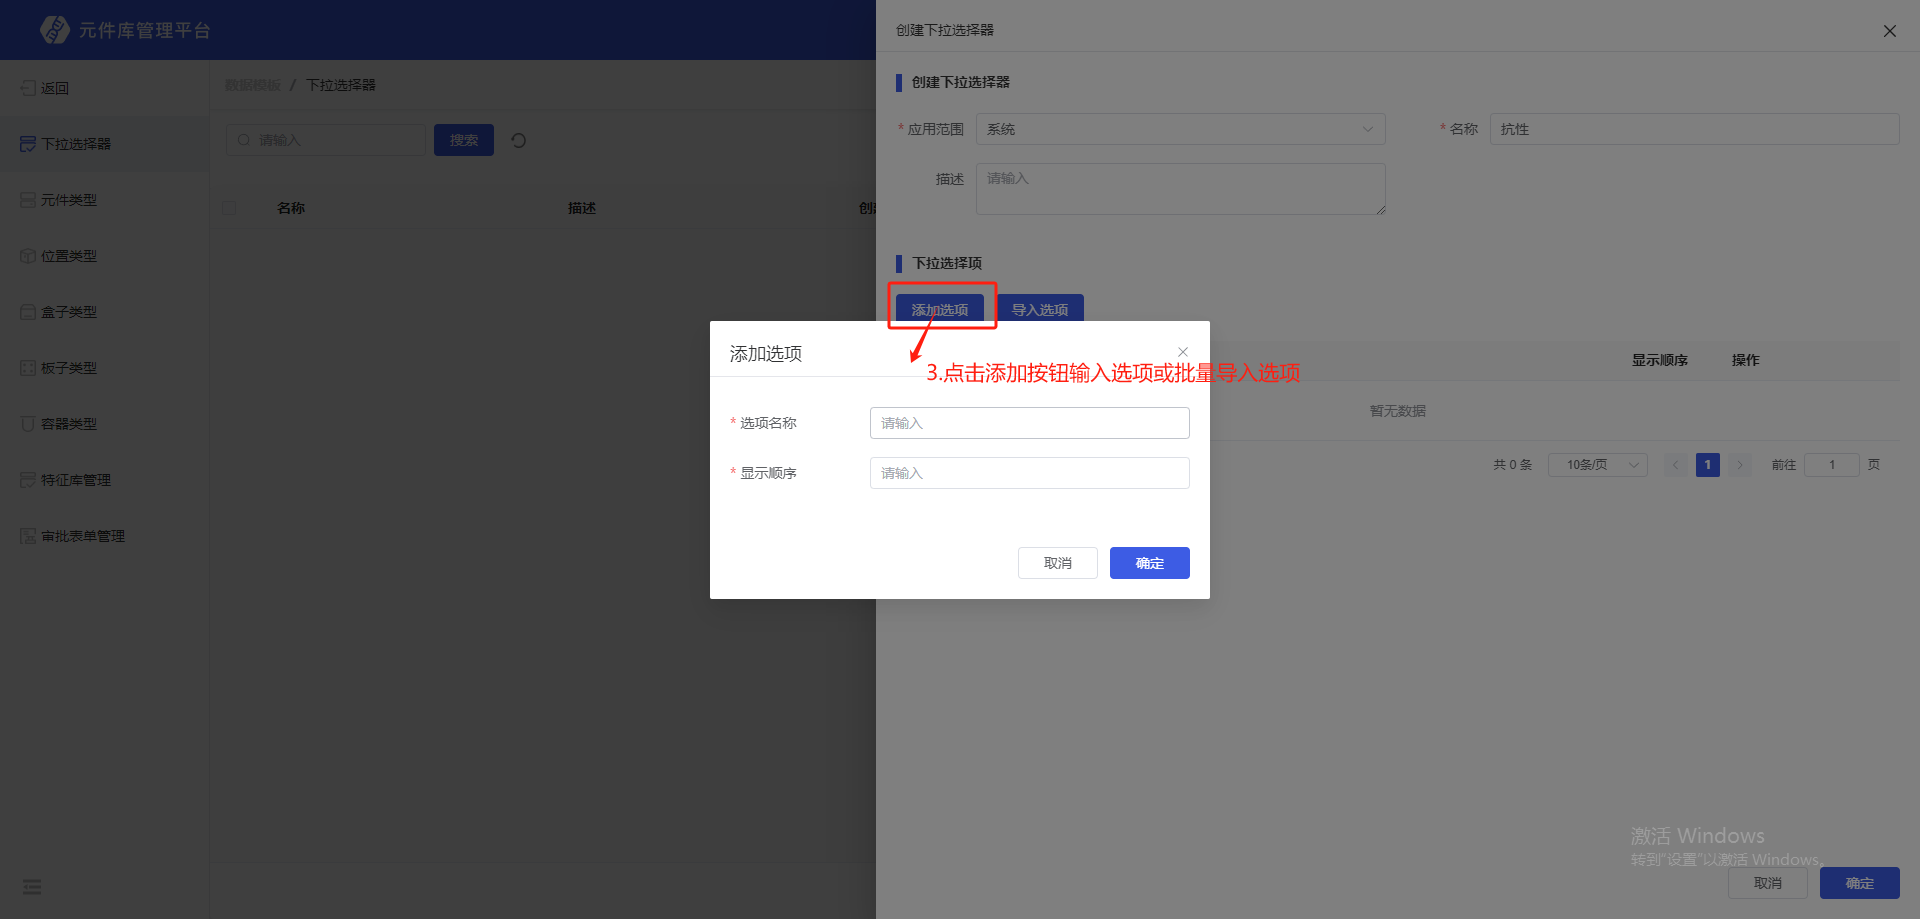 元件库管理平台
返回
下拉选择器
元件类型
位置类型
盒子类型
板子类型
容器类型
特征库管理
审批表单管理
数据模板 / 下拉选择器
请输入
搜索
名称
描述
创建下拉选择器
创建下拉选择器
* 应用范围
系统
* 名称
抗性
描述
请输入
下拉选择项
添加选项
导入选项
显示顺序
操作
暂无数据
共 0 条
10条/页
1
前往
1
页
添加选项
3.点击添加按钮输入选项或批量导入选项
* 选项名称
请输入
* 显示顺序
请输入
取消
确定
激活 Windows
转到"设置"以激活 Windows。
取消
确定